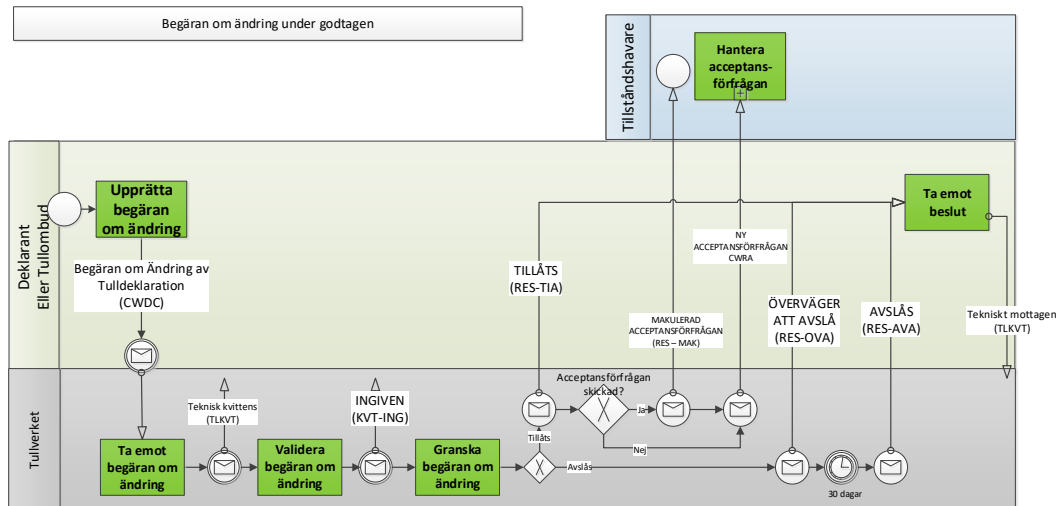 Begäran om ändring under godtagen
Tillståndshavare
Hantera
acceptans-
förfrågan
Deklarant
Eller Tullombud
Upprätta
begäran
om ändring
Ta emot
beslut
Begäran om Ändring av
Tulldeklaration
(CWDC)
TILLÅTS
(RES-TIA)
NY
ACCEPTANSFÖRFRÅGAN
CWRA
MAKULERAD
ACCEPTANSFÖRFRÅGAN
(RES – MAK)
ÖVERVÄGER
ATT AVSLÅ
(RES-OVA)
AVSLÅS
(RES-AVA)
Tekniskt mottagen
(TLKVT)
Tullverket
Teknisk kvittens
(TLKVT)
INGIVEN
(KVT-ING)
Acceptansförfrågan
skickad?
Ja
Nej
Tillåts
Avslås
Ta emot
begäran om
ändring
Validera
begäran om
ändring
Granska
begäran om
ändring
30 dagar